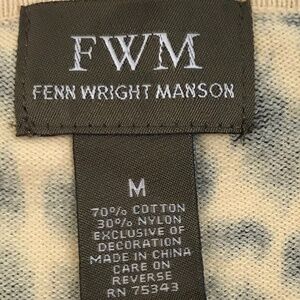 FWM
FENN WRIGHT MANSON
M
70% COTTON
30% NYLON
EXCLUSIVE OF
DECORATION
MADE IN CHINA
CARE ON
REVERSE
RN 75343